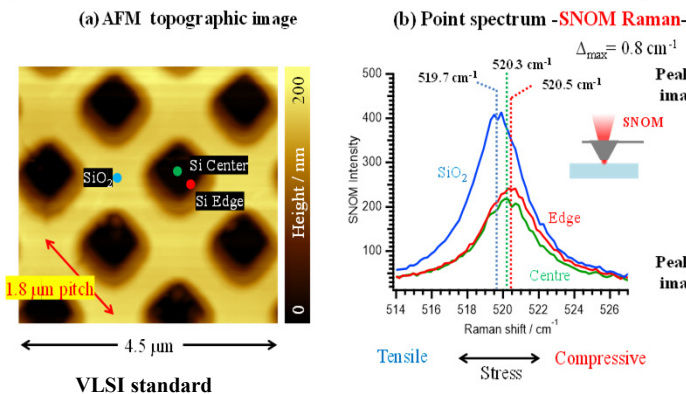 (a) AFM topographic image
SiO2
Si Center
Si Edge
1.8 μm pitch
4.5 μm
VLSI standard
200
Height / nm
0
(b) Point spectrum -SNOM Raman-
Δmax= 0.8 cm-1
520.3 cm-1
519.7 cm-1
520.5 cm-1
Peal
ima
SNOM
SiO2
Edge
Centre
Peal
ima
SNOM Intensity
500
400
300
200
100
514
516
518
520
522
524
526
Raman shift / cm-1
Tensile
Stress
Compressive